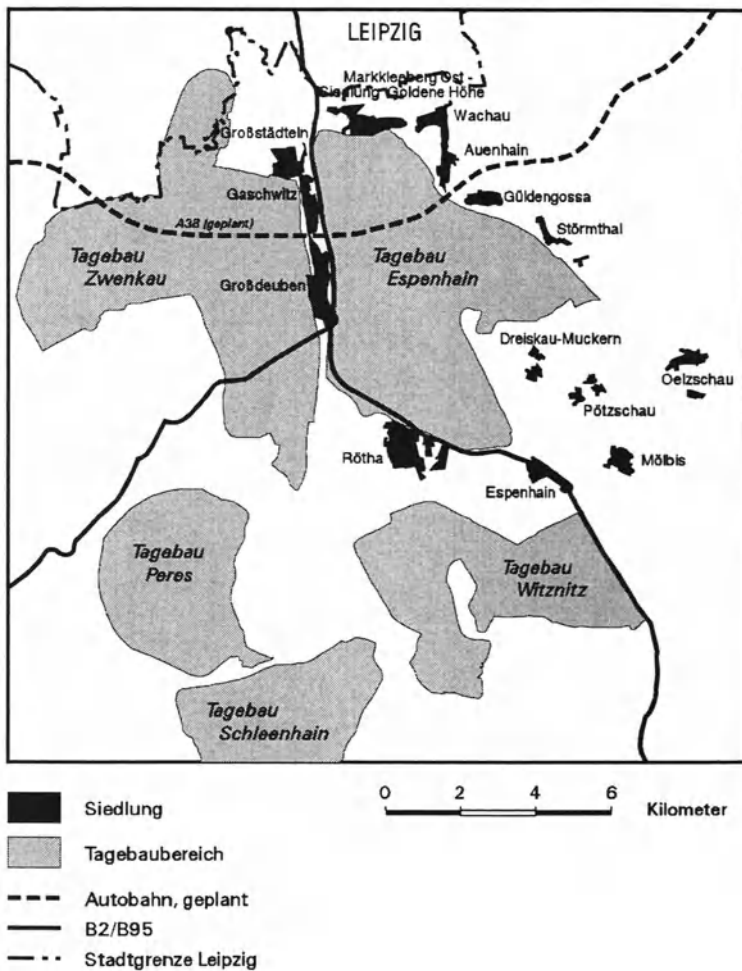 LEIPZIG
Markkleeberg Ost -
Siedlung Goldene Höhe
Wachau
Großstädteln
Auenhain
Gaschwitz
Güldengossa
A38 (geplant)
Störmthal
Tagebau
Zwenkau
Tagebau
Espenhain
Großdeuben
Dreiskau-Muckern
Oelzschau
Pötzschau
Rötha
Mölbis
Espenhain
Tagebau
Peres
Tagebau
Witznitz
Tagebau
Schleenhain
Siedlung
0 2 4 6
Kilometer
Tagebaubereich
Autobahn, geplant
B2/B95
Stadtgrenze Leipzig